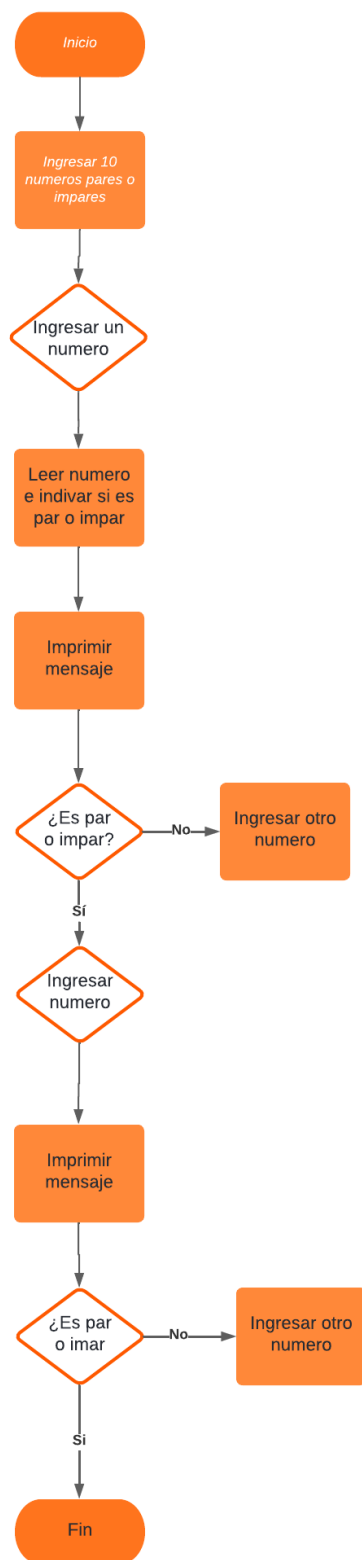 Inicio
Ingresar 10
numeros pares o
impares
Ingresar un
numero
Leer numero
e indivar si es
par o impar
Imprimir
mensaje
¿Es par
o impar?
No
Ingresar otro
numero
Sí
Ingresar
numero
Imprimir
mensaje
¿Es par
o imar
No
Ingresar otro
numero
Si
Fin